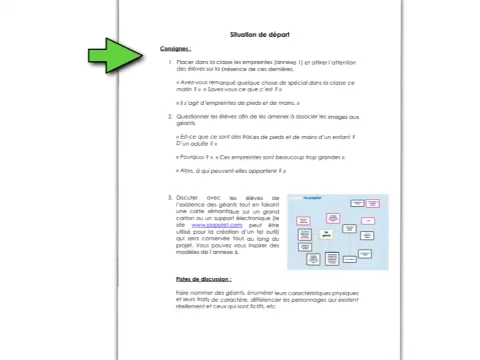 Situation de départ
Consignes :
1. Placer dans la classe les empreintes (annexe 1) et attirer l'attention
des élèves sur la présence de ces dernières.
« Avez-vous remarqué quelque chose de spécial dans la classe ce
matin ? » « Savez-vous ce que c'est ? »
« Il s'agit d'empreintes de pieds et de mains. »
2. Questionner les élèves afin de les amener à associer les images aux
géants.
« Est-ce que ce sont des traces de pieds et de mains d'un enfant ?
D'un adulte ? »
« Pourquoi ? » « Ces empreintes sont beaucoup trop grandes »
« Alors, à qui peuvent-elles appartenir ? »
3. Discuter avec les élèves de
l'existence des géants tout en faisant
une carte sémantique sur un grand
carton ou un support électronique (le
site www.popplet.com peut être
utilisé pour la création d'un tel outil)
qui sera conservée tout au long du
projet. Vous pouvez vous inspirer des
modèles de l'annexe 6.
Pistes de discussion :
Faire nommer des géants, énumérer leurs caractéristiques physiques
et leurs traits de caractère, différencier les personnages qui existent
réellement et ceux qui sont fictifs, etc.